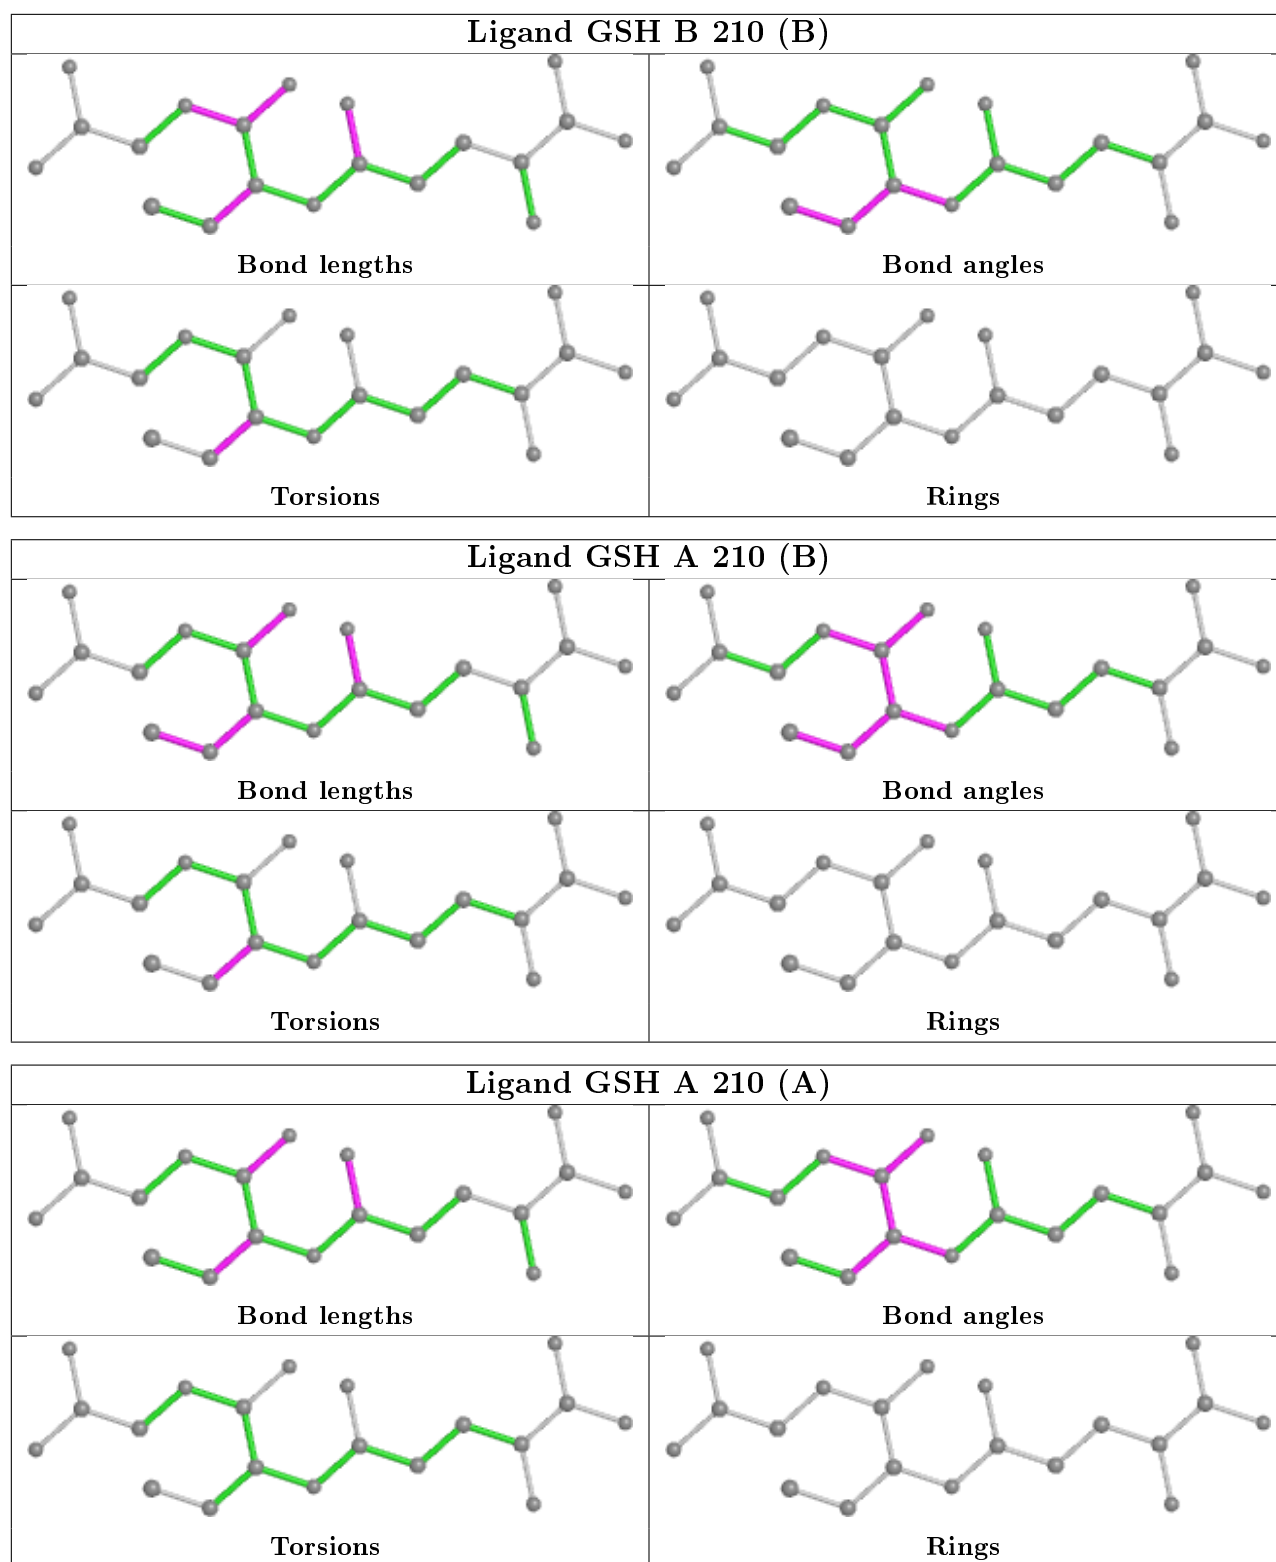 Ligand GSH B 210 (B)
Bond lengths
Bond angles
Torsions
Rings
Ligand GSH A 210 (B)
Bond lengths
Bond angles
Torsions
Rings
Ligand GSH A 210 (A)
Bond lengths
Bond angles
Torsions
Rings